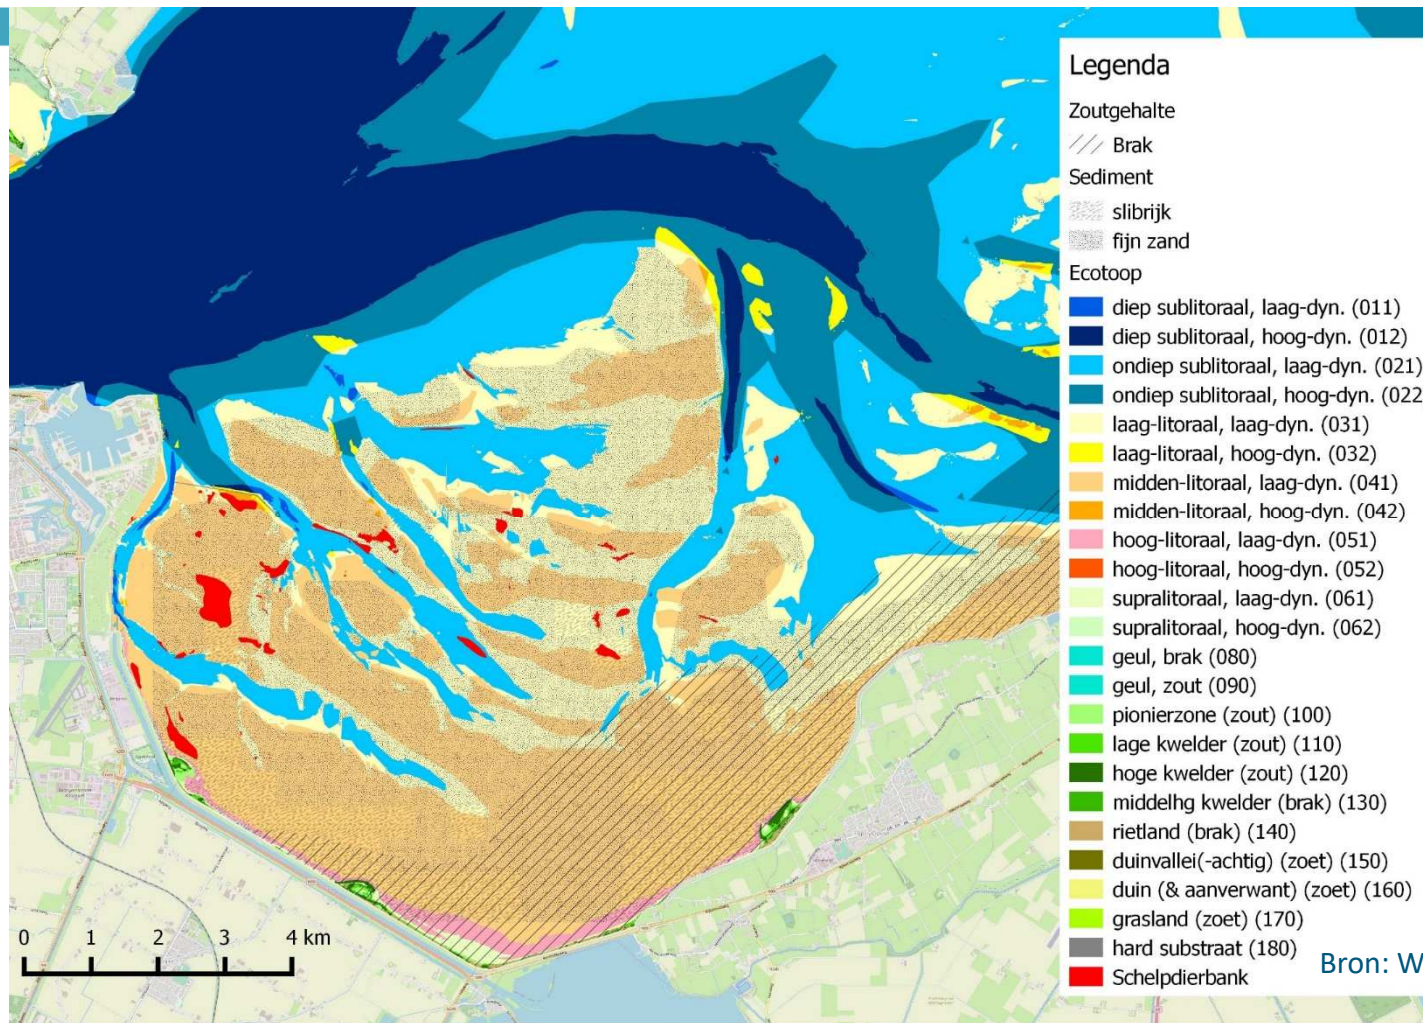 Legenda
Zoutgehalte
Brak
Sediment
slibrijk
fijn zand
Ecotoop
diep sublitoraal, laag-dyn. (011)
diep sublitoraal, hoog-dyn. (012)
ondiep sublitoraal, laag-dyn. (021)
ondiep sublitoraal, hoog-dyn. (022
laag-litoraal, laag-dyn. (031)
laag-litoraal, hoog-dyn. (032)
midden-litoraal, laag-dyn. (041)
midden-litoraal, hoog-dyn. (042)
hoog-litoraal, laag-dyn. (051)
hoog-litoraal, hoog-dyn. (052)
supralitoraal, laag-dyn. (061)
supralitoraal, hoog-dyn. (062)
geul, brak (080)
geul, zout (090)
pionierzone (zout) (100)
lage kwelder (zout) (110)
hoge kwelder (zout) (120)
middelhg kwelder (brak) (130)
rietland (brak) (140)
duinvallei(-achtig) (zoet) (150)
duin (& aanverwant) (zoet) (160)
grasland (zoet) (170)
hard substraat (180)
Schelpdierbank
Bron: W
0 1 2 3 4 km